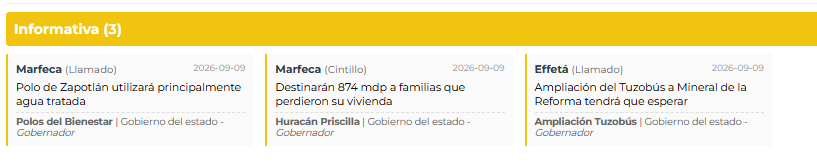 Informativa (3)
Marfeca (Llamado) 2026-09-09
Polo de Zapotlán utilizará principalmente
agua tratada
Polos del Bienestar | Gobierno del estado -
Gobernador
Marfeca (Cintillo) 2026-09-09
Destinarán 874 mdp a familias que
perdieron su vivienda
Huracán Priscilla | Gobierno del estado -
Gobernador
Effetá (Llamado) 2026-09-09
Ampliación del Tuzobús a Mineral de la
Reforma tendrá que esperar
Ampliación Tuzobús | Gobierno del estado -
Gobernador